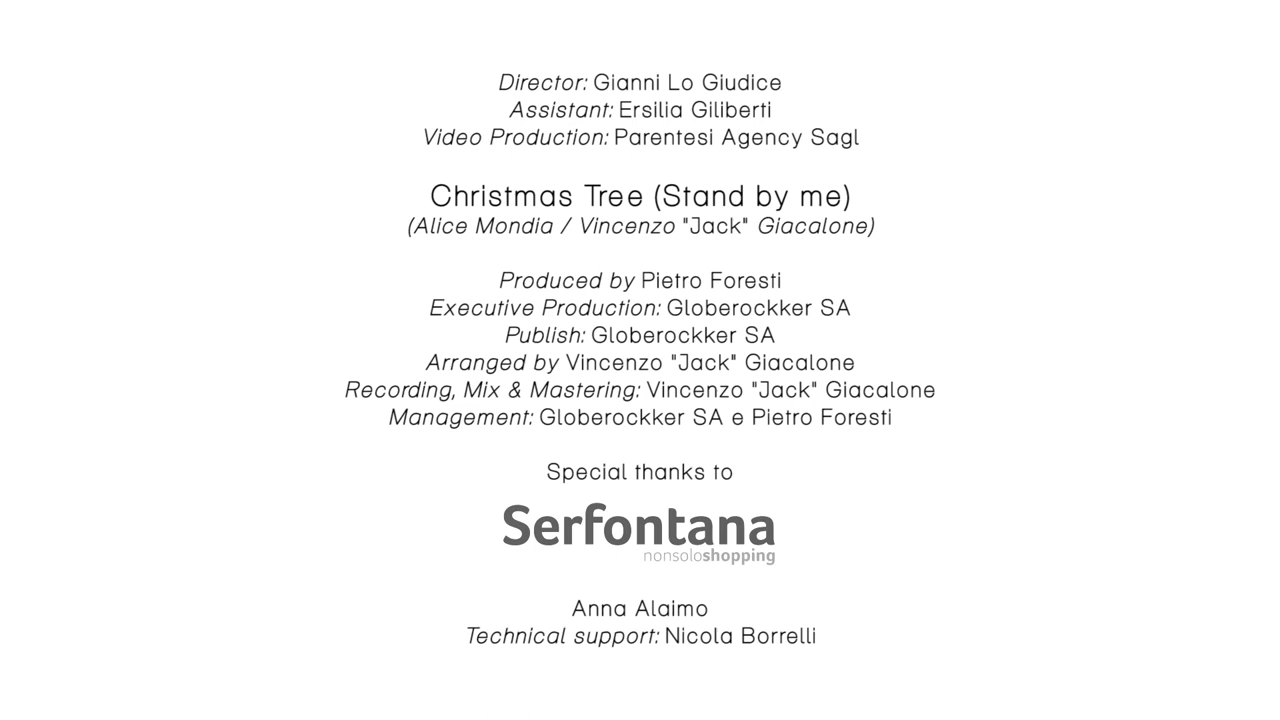 Director: Gianni Lo Giudice
Assistant: Ersilia Giliberti
Video Production: Parentesi Agency Sagl
Christmas Tree (Stand by me)
(Alice Mondia / Vincenzo "Jack" Giacalone)
Produced by Pietro Foresti
Executive Production: Globerockker SA
Publish: Globerockker SA
Arranged by Vincenzo "Jack" Giacalone
Recording, Mix & Mastering: Vincenzo "Jack" Giacalone
Management: Globerockker SA e Pietro Foresti
Special thanks to
Serfontana
nonsoloshopping
Anna Alaimo
Technical support: Nicola Borrelli